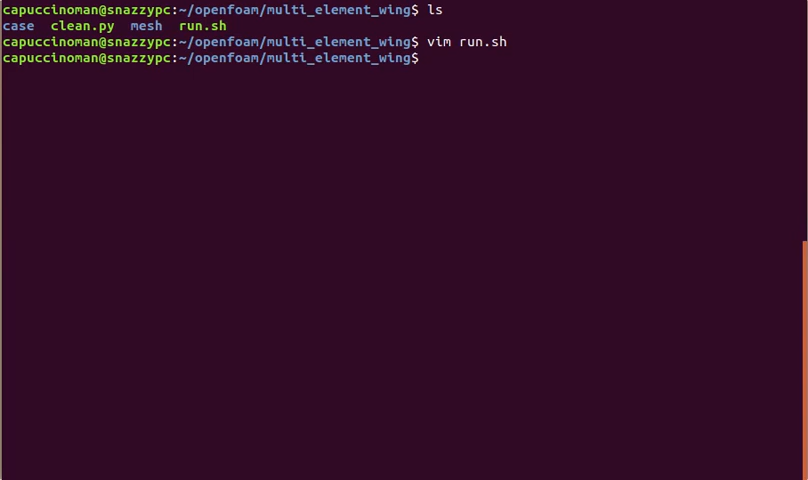 capuccinoman@snazzypc:~/openfoam/multi_element_wing$ ls
case  clean.py  mesh  run.sh
capuccinoman@snazzypc:~/openfoam/multi_element_wing$ vim run.sh
capuccinoman@snazzypc:~/openfoam/multi_element_wing$